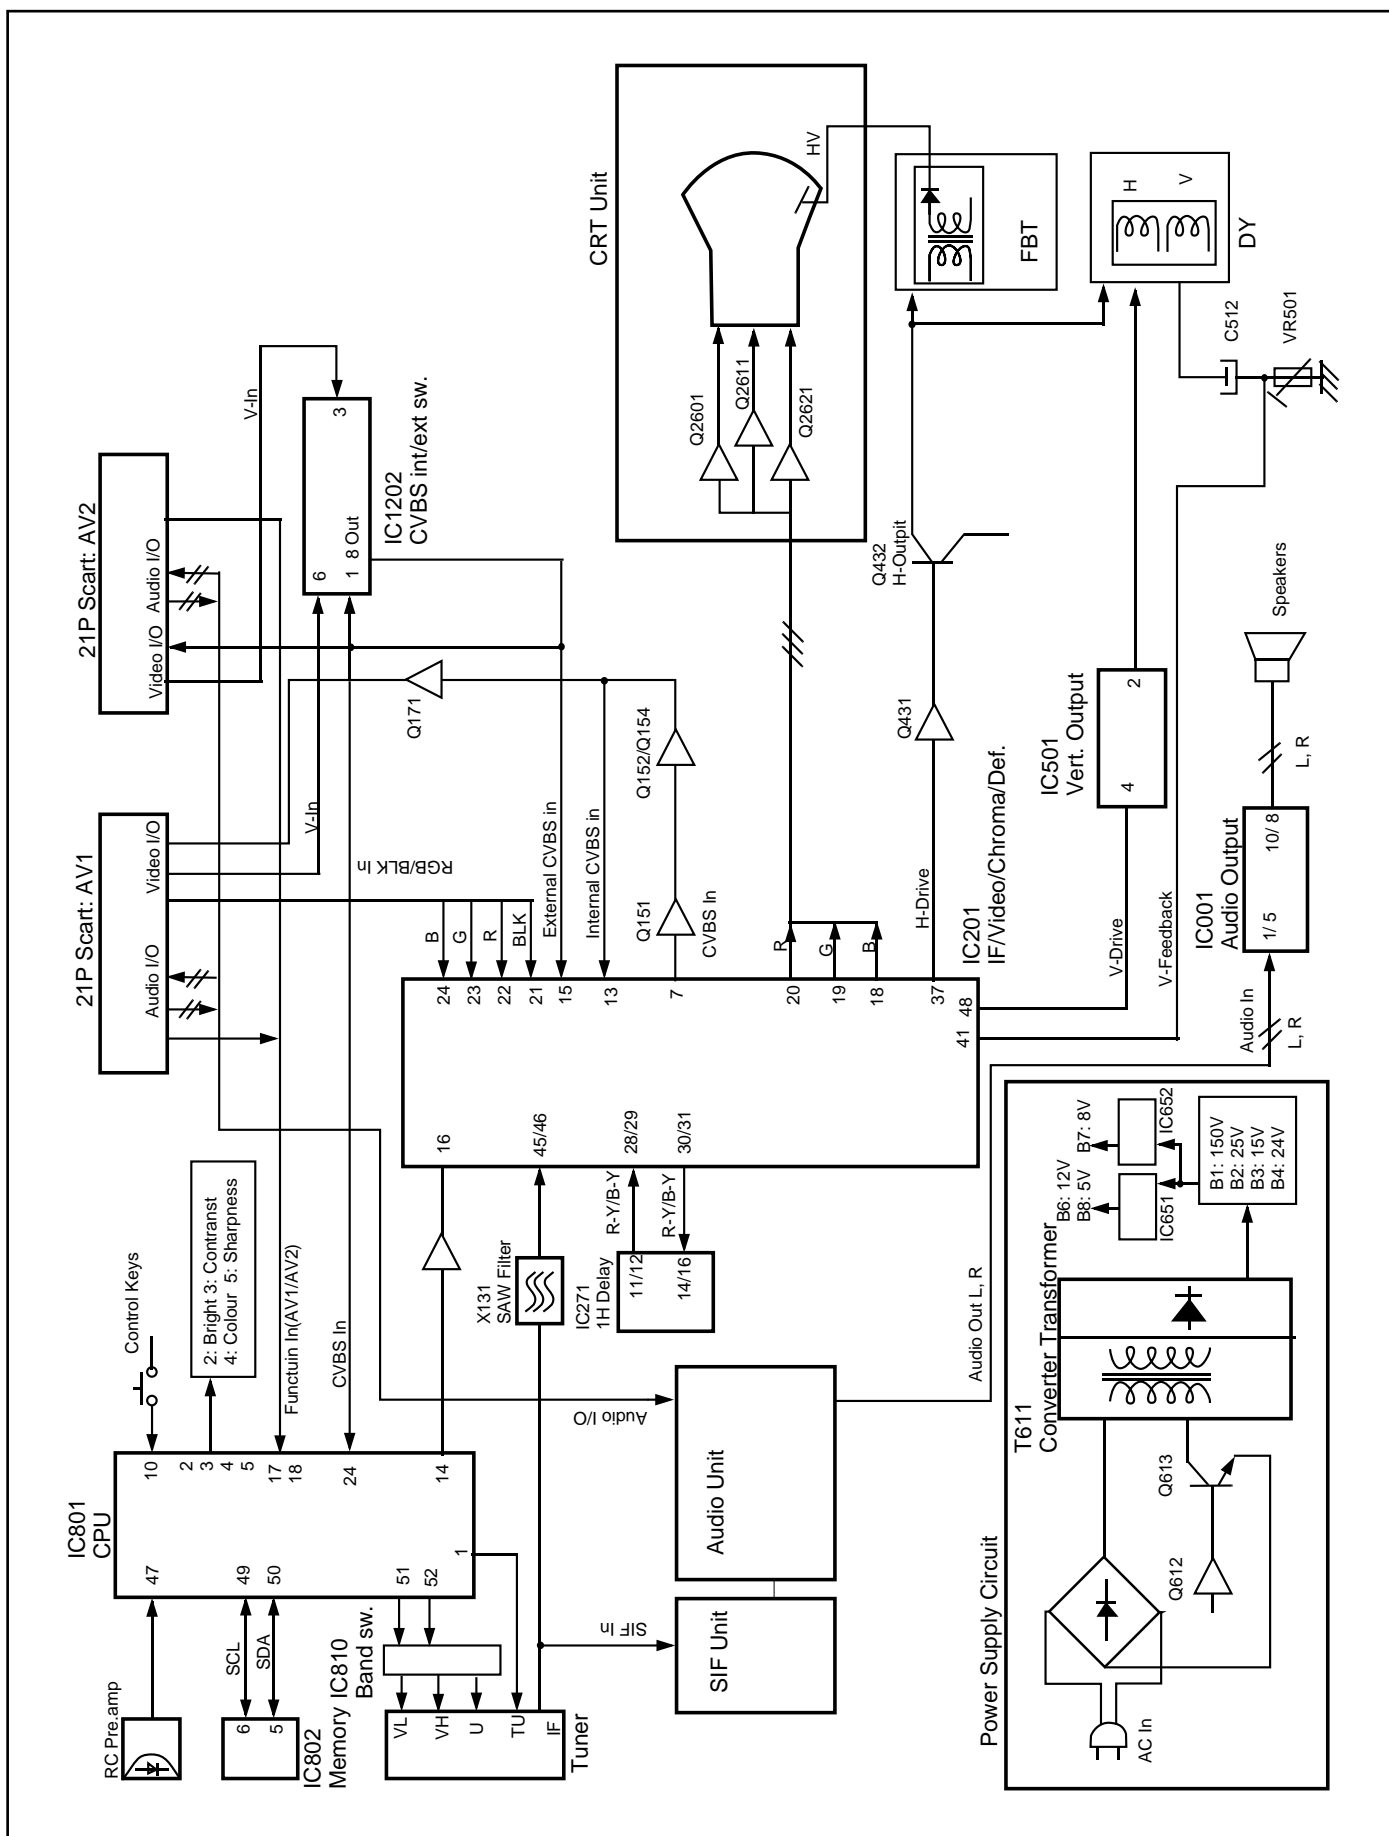 RC Pre.amp
47
IC801
CPU
10
Control Keys
2
3
4
5
2: Bright 3: Contranst
4: Colour 5: Sharpness
17
18
Functuin In(AV1/AV2)
24
CVBS In
14
1
51
52
49
50
SCL
SDA
6
5
IC802
Memory
IC810
Band sw.
VL
VH
U
TU
IF
Tuner
21P Scart: AV1
Audio I/O
Video I/O
21P Scart: AV2
Video I/O
Audio I/O
V-In
V-In
3
6
1
8 Out
IC1202
CVBS int/ext sw.
RGB/BLK In
B
G
R
BLK
External CVBS in
Internal CVBS in
Q171
Q152/Q154
Q151
CVBS In
24
23
22
21
15
13
7
20
19
18
37
48
41
16
45/46
28/29
30/31
IC201
IF/Video/Chroma/Def.
R
G
B
X131
SAW Filter
IC271
1H Delay
11/12
14/16
R-Y/B-Y
R-Y/B-Y
SIF In
SIF Unit
Audio Unit
Audio I/O
Audio Out L, R
CRT Unit
Q2601
Q2611
Q2621
HV
FBT
H
V
DY
C512
VR501
Q432
H-Outpit
Q431
H-Drive
IC501
Vert. Output
4
2
V-Drive
V-Feedback
IC001
Audio Output
1/ 5
10/ 8
Audio In
L, R
L, R
Speakers
Power Supply Circuit
AC In
Q612
Q613
T611
Converter Transformer
B6: 12V
B8: 5V
B7: 8V
IC651
IC652
B1: 150V
B2: 25V
B3: 15V
B4: 24V